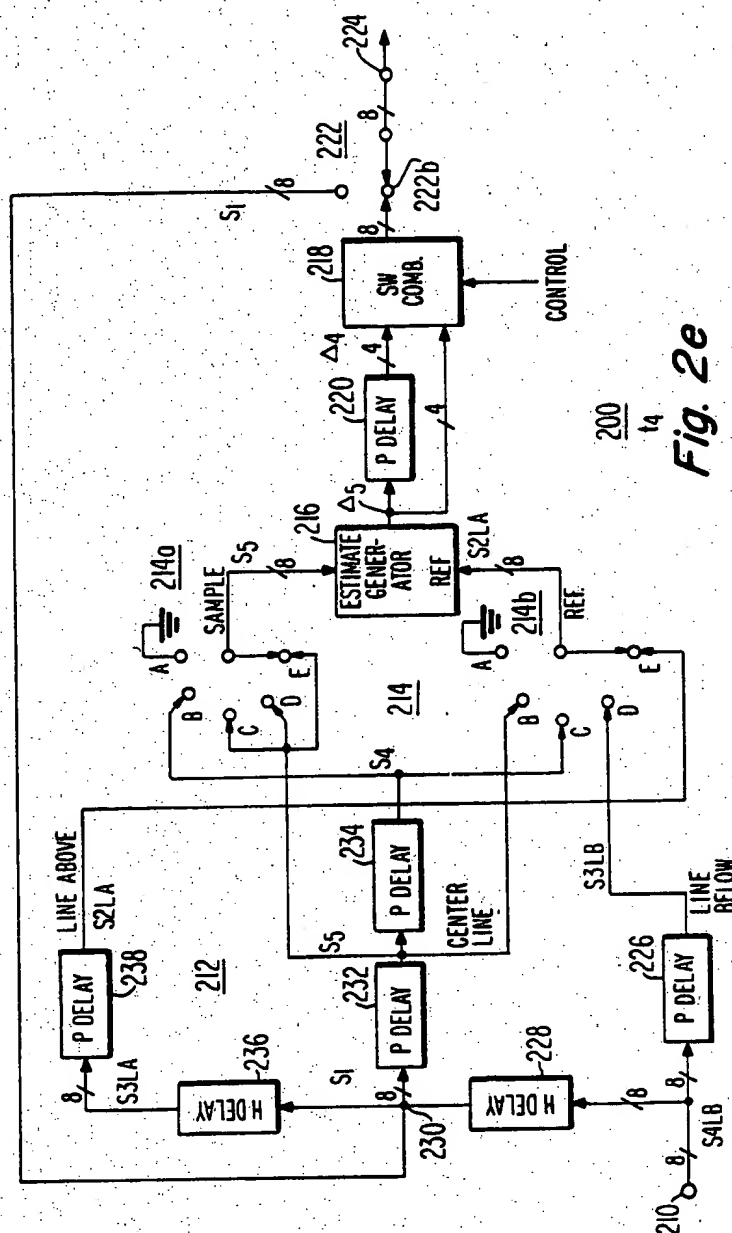 210
8
S4LB
8
P DELAY
226
LINE BELOW
S3LB
8
H DELAY
228
230
8
S1
P DELAY
232
S5
CENTER LINE
P DELAY
234
S4
212
H DELAY
236
8
S3LA
P DELAY
238
LINE ABOVE
S2LA
214
214a
A
B
C
D
E
SAMPLE
S5
8
214b
A
B
C
D
E
REF.
8
S2LA
216
ESTIMATE GENER-ATOR
REF
Δ5
P DELAY
220
Δ4
4
4
218
SW COMB.
CONTROL
8
222b
222
S1
8
8
224
200
t4
Fig. 2e